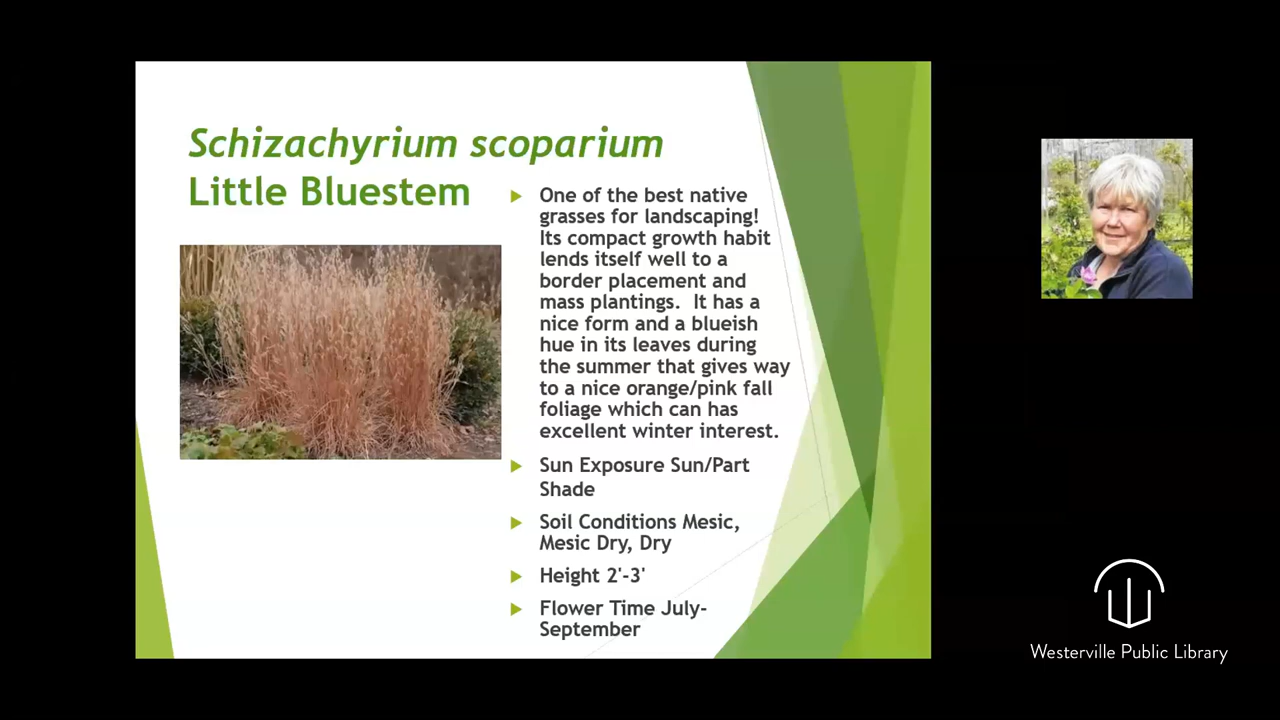 Schizachyrium scoparium
Little Bluestem
One of the best native
grasses for landscaping!
Its compact growth habit
lends itself well to a
border placement and
mass plantings. It has a
nice form and a blueish
hue in its leaves during
the summer that gives way
to a nice orange/pink fall
foliage which can has
excellent winter interest.
Sun Exposure Sun/Part
Shade
Soil Conditions Mesic,
Mesic Dry, Dry
Height 2'-3'
Flower Time July-
September
Westerville Public Library